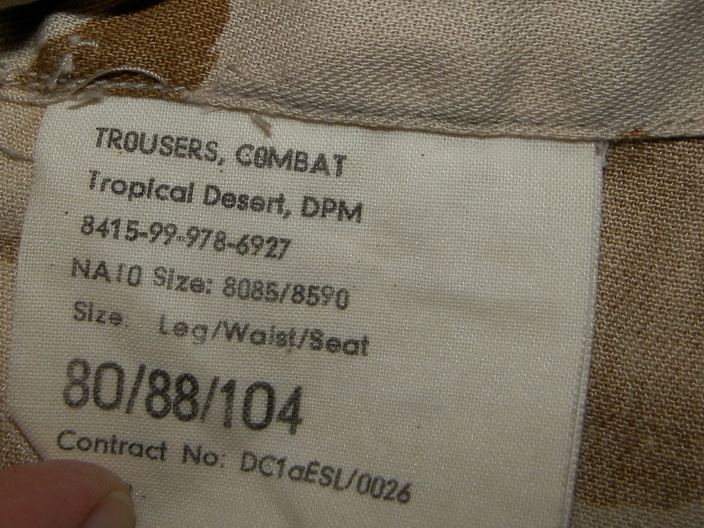 TROUSERS, COMBAT
Tropical Desert, DPM
8415-99-978-6927
NATO Size: 8085/8590
Size: Leg/Waist/Seat
80/88/104
Contract No: DC1aESL/0026